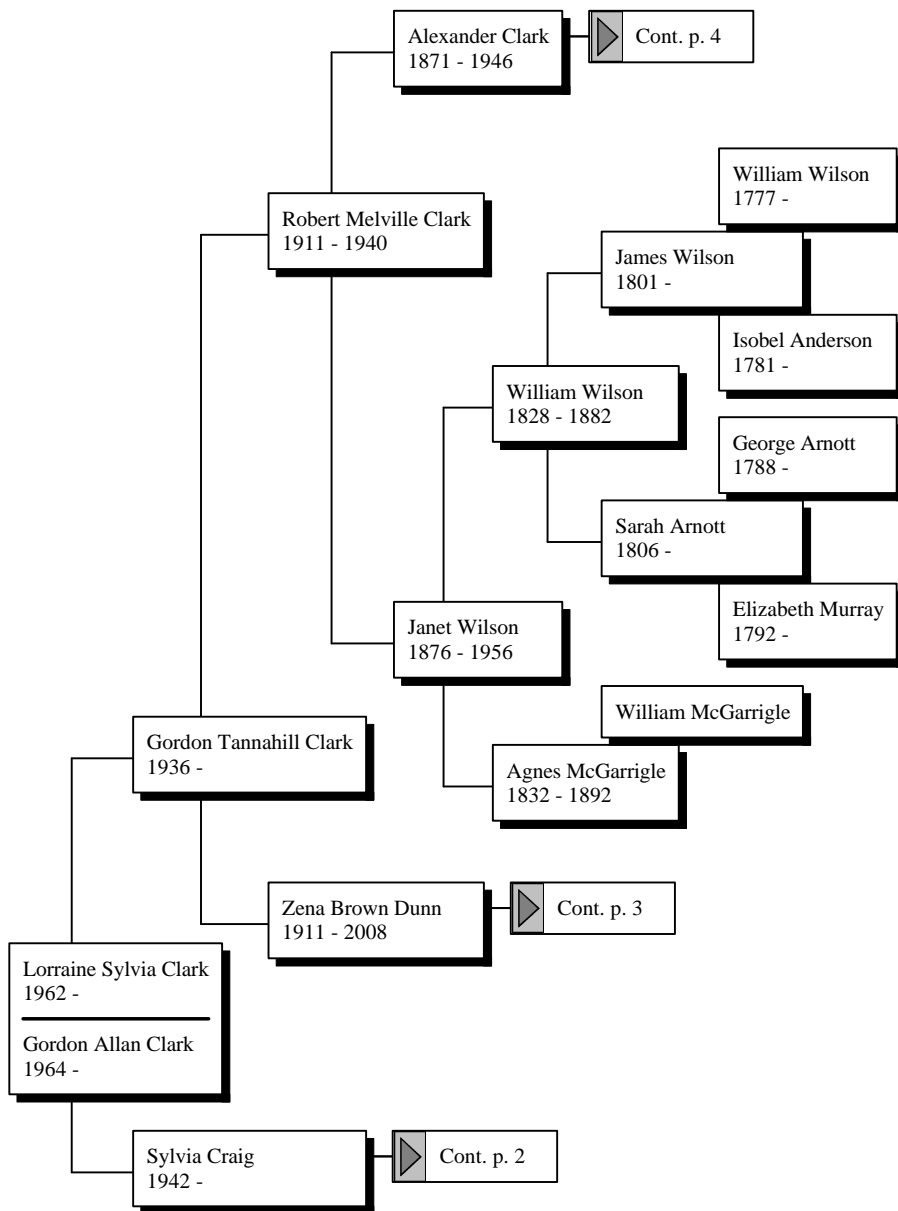 Alexander Clark
1871 - 1946
Cont. p. 4
William Wilson
1777 -
Robert Melville Clark
1911 - 1940
James Wilson
1801 -
Isobel Anderson
1781 -
William Wilson
1828 - 1882
George Arnott
1788 -
Sarah Arnott
1806 -
Elizabeth Murray
1792 -
Janet Wilson
1876 - 1956
William McGarrigle
Gordon Tannahill Clark
1936 -
Agnes McGarrigle
1832 - 1892
Zena Brown Dunn
1911 - 2008
Cont. p. 3
Lorraine Sylvia Clark
1962 -
Gordon Allan Clark
1964 -
Sylvia Craig
1942 -
Cont. p. 2